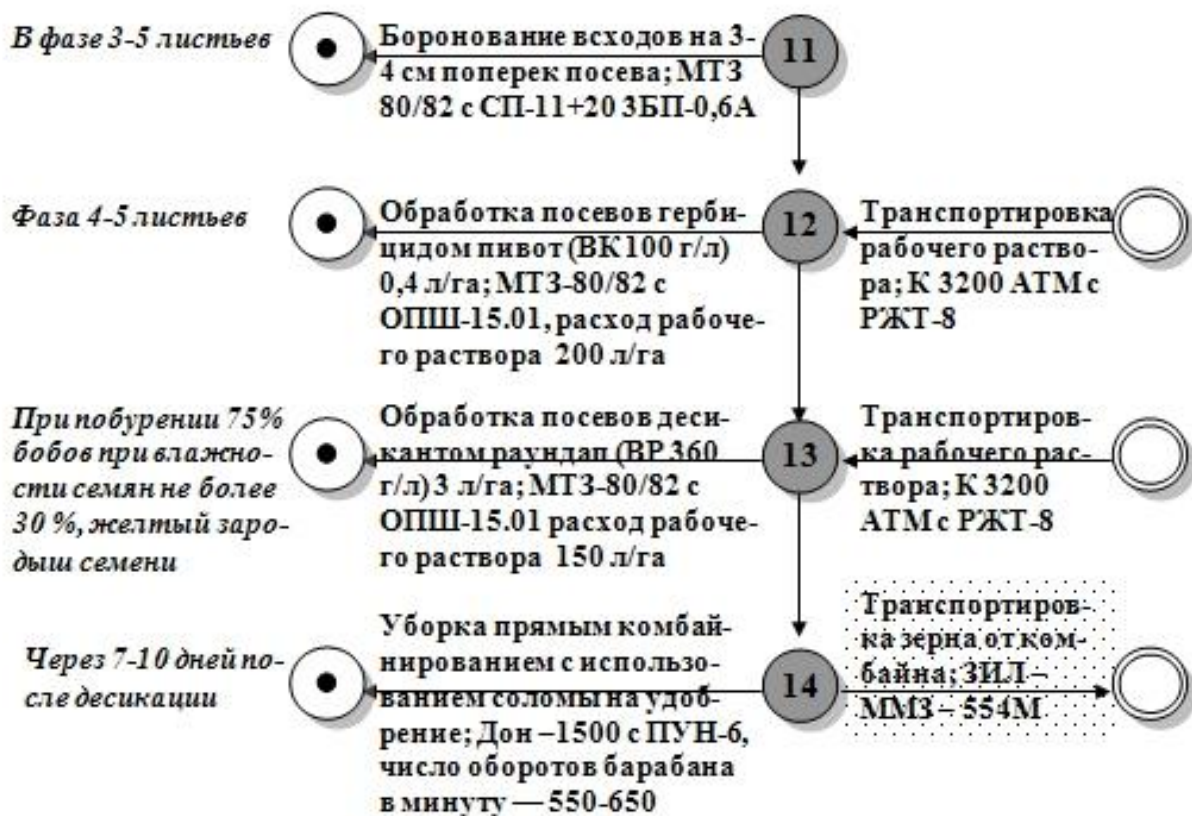 В фазе 3-5 листьев
Боронование всходов на 3-
4 см поперек посева; МТЗ
80/82 с СП-11+20 ЗБП-0,6А
11
Фаза 4-5 листьев
Обработка посевов герби-
цидом пивот (ВК 100 г/л)
0,4 л/га; МТЗ-80/82 с
ОПШ-15.01, расход рабоче-
го раствора 200 л/га
12
Транспортировка
рабочего раство-
ра; К 3200 АТМ с
РЖТ-8
При побурении 75%
бобов при влажно-
сти семян не более
30 %, желтый заро-
дыш семени
Обработка посевов деси-
кантом раундап (ВР 360
г/л) 3 л/га; МТЗ-80/82 с
ОПШ-15.01 расход рабоче-
го раствора 150 л/га
13
Транспортиров-
ка рабочего рас-
твора; К 3200
АТМ с РЖТ-8
Через 7-10 дней по-
сле десикации
Уборка прямым комбай-
нированием с использо-
ванием соломы на удоб-
рение; Дон –1500 с ПУН-6,
число оборотов барабана
в минуту — 550-650
14
Транспортиров-
ка зерна от ком-
байна; ЗИЛ –
ММЗ – 554М